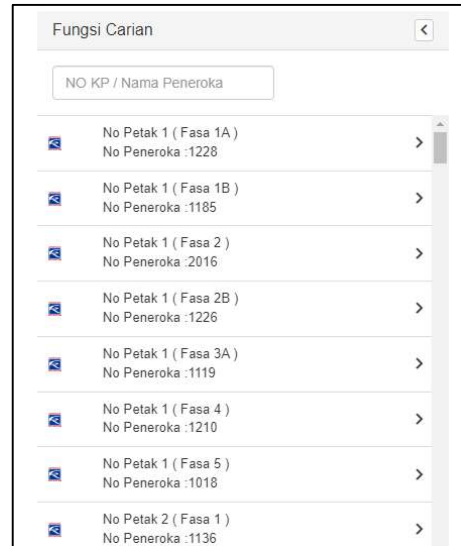 Fungsi Carian
NO KP / Nama Peneroka
No Petak 1 ( Fasa 1A )
No Peneroka :1228
No Petak 1 ( Fasa 1B )
No Peneroka :1185
No Petak 1 ( Fasa 2 )
No Peneroka :2016
No Petak 1 ( Fasa 2B )
No Peneroka :1226
No Petak 1 ( Fasa 3A )
No Peneroka :1119
No Petak 1 ( Fasa 4 )
No Peneroka :1210
No Petak 1 ( Fasa 5 )
No Peneroka :1018
No Petak 2 ( Fasa 1 )
No Peneroka :1136